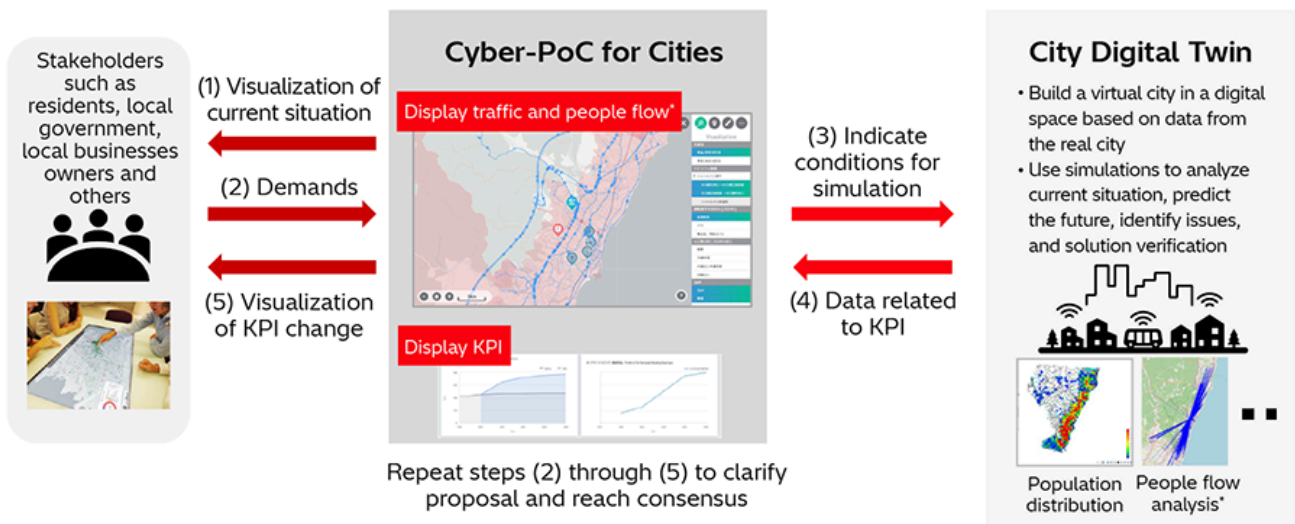 Stakeholders
such as
residents, local
government,
local businesses
owners and
others
(1) Visualization of
current situation
(2) Demands
(5) Visualization
of KPI change
Cyber-PoC for Cities
Display traffic and people flow*
Visualization
Display KPI
Repeat steps (2) through (5) to clarify
proposal and reach consensus
(3) Indicate
conditions for
simulation
(4) Data related
to KPI
City Digital Twin
• Build a virtual city in a digital
space based on data from
the real city
• Use simulations to analyze
current situation, predict
the future, identify issues,
and solution verification
Population
distribution
People flow
analysis*